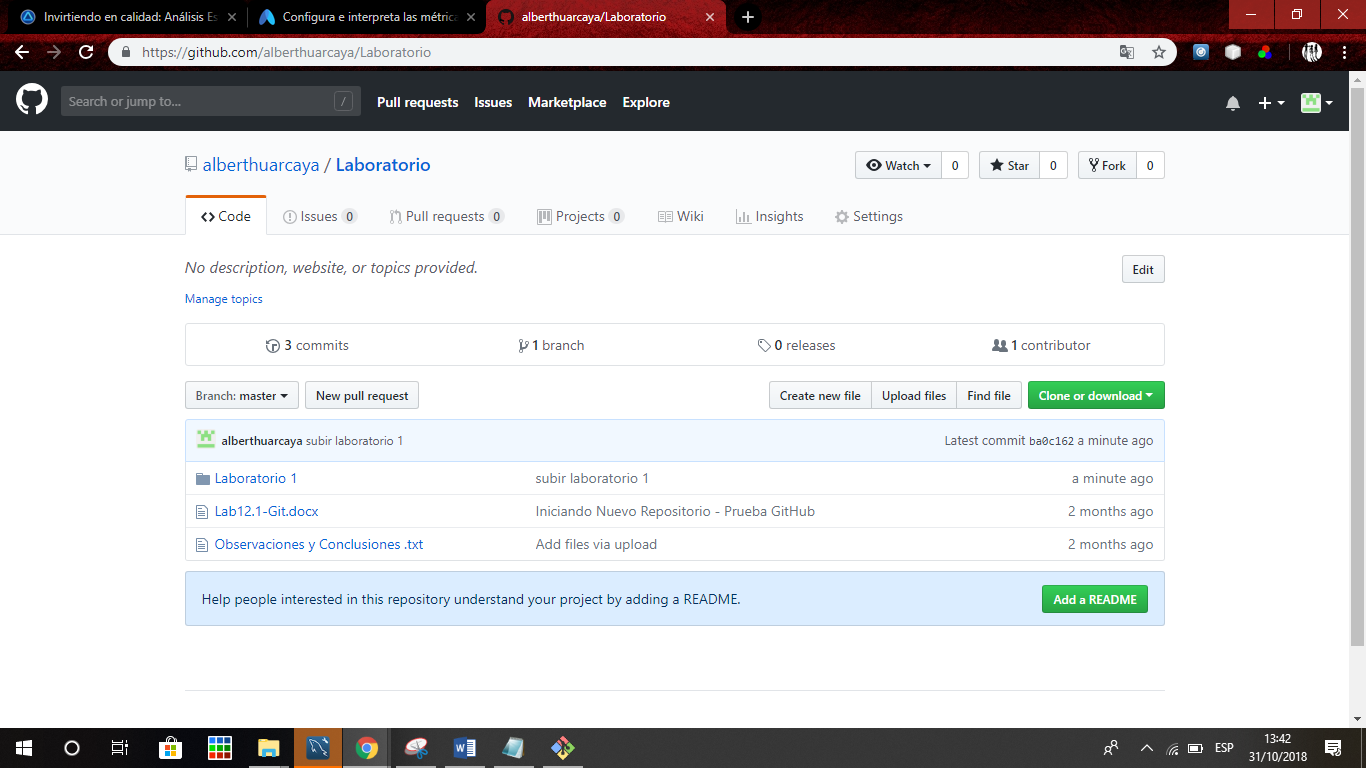 Invirtiendo en calidad: Análisis Es
Configura e interpreta las métrica
alberthuarcaya/Laboratorio
https://github.com/alberthuarcaya/Laboratorio
Search or jump to... /
Pull requests Issues Marketplace Explore
alberthuarcaya / Laboratorio
Watch 0 Star 0 Fork 0
Code Issues 0 Pull requests 0 Projects 0 Wiki Insights Settings
No description, website, or topics provided.
Edit
Manage topics
3 commits 1 branch 0 releases 1 contributor
Branch: master New pull request Create new file Upload files Find file Clone or download
alberthuarcaya subir laboratorio 1 Latest commit ba0c162 a minute ago
Laboratorio 1 subir laboratorio 1 a minute ago
Lab12.1-Git.docx Iniciando Nuevo Repositorio - Prueba GitHub 2 months ago
Observaciones y Conclusiones .txt Add files via upload 2 months ago
Help people interested in this repository understand your project by adding a README. Add a README
ESP
13:42
31/10/2018